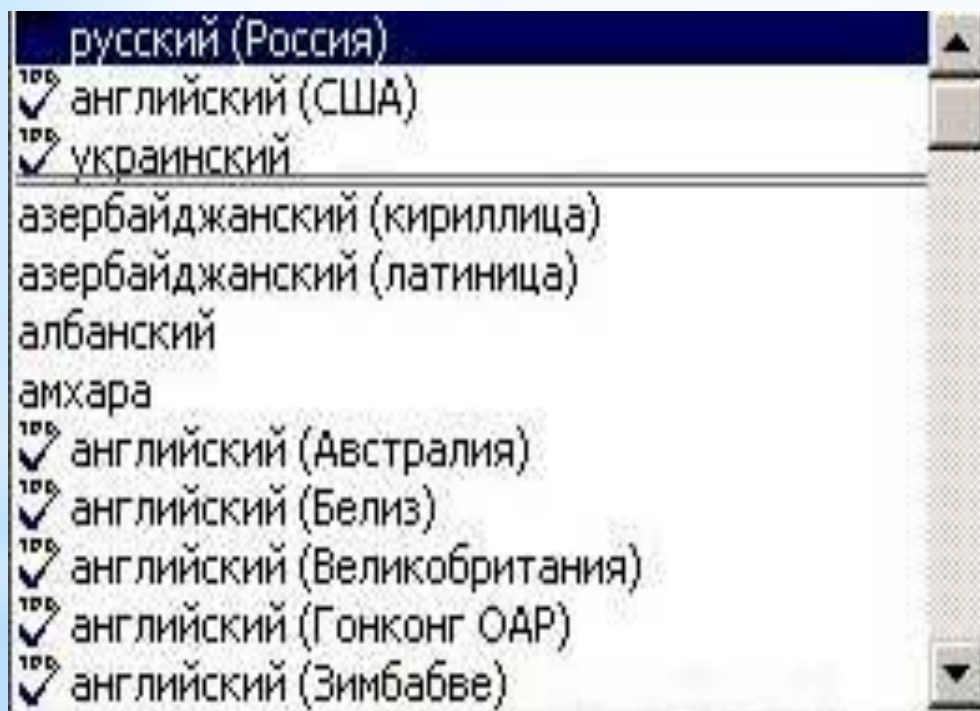 русский (Россия)
английский (США)
украинский
азербайджанский (кириллица)
азербайджанский (латиница)
албанский
амхара
английский (Австралия)
английский (Белиз)
английский (Великобритания)
английский (Гонконг ОАР)
английский (Зимбабве)